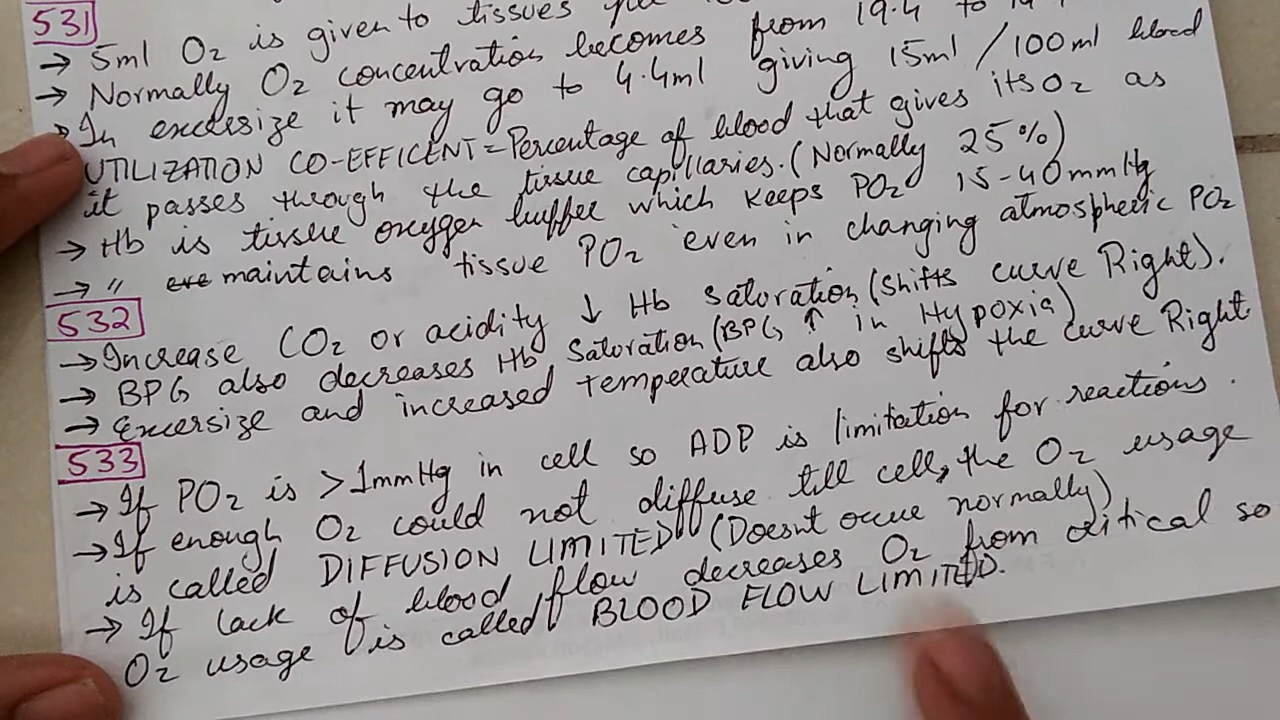 531
→ 5ml O2 is given to tissues
→ Normally O2 concentration becomes from 19.4 to
→ In excersize it may go to 4.4ml giving 15ml / 100ml blood
UTILIZATION CO-EFFICENT = Percentage of blood that gives its O2 as
it passes through the tissue capillaries. (Normally 25%)
→ Hb is tissue oxygen buffer which keeps PO2 15-40mmHg
→ " maintains tissue PO2 even in changing atmospheric PO2
532
→ Increase CO2 or acidity ↓ Hb Saturation (Shifts curve Right).
→ BPG also decreases Hb Saturation (BPG ↑ in Hypoxia)
→ Excersize and increased temperature also shifts the curve Right
533
→ If PO2 is >1mmHg in cell so ADP is limitation for reactions.
→ If enough O2 could not diffuse till cell, the O2 usage
is called DIFFUSION LIMITED (Doesnt occur normally)
→ If lack of blood flow decreases O2 from critical so
O2 usage is called BLOOD FLOW LIMITED.